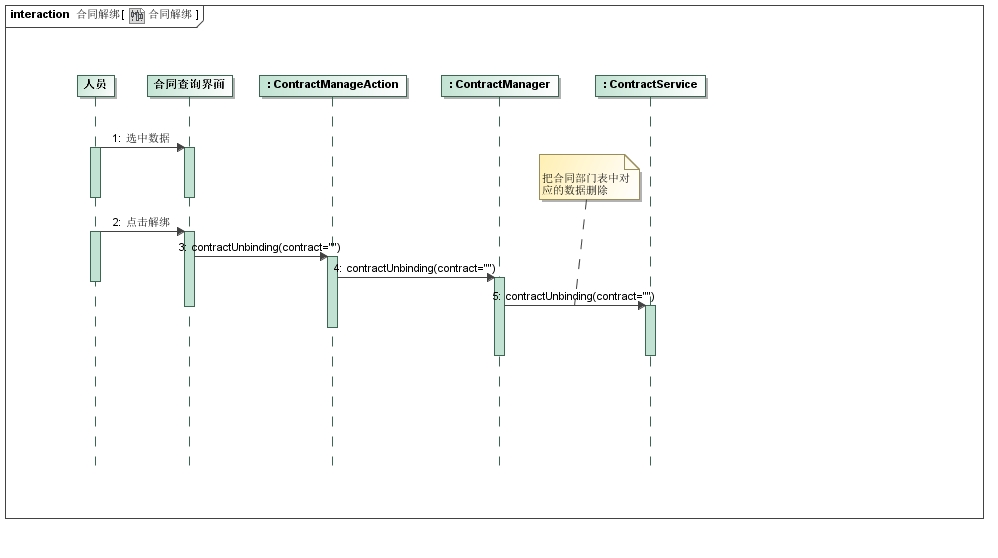 interaction 合同解绑[ 合同解绑 ]
人员
合同查询界面
: ContractManageAction
: ContractManager
: ContractService
1: 选中数据
把合同部门表中对
应的数据删除
2: 点击解绑
3: contractUnbinding(contract="")
4: contractUnbinding(contract="")
5: contractUnbinding(contract="")